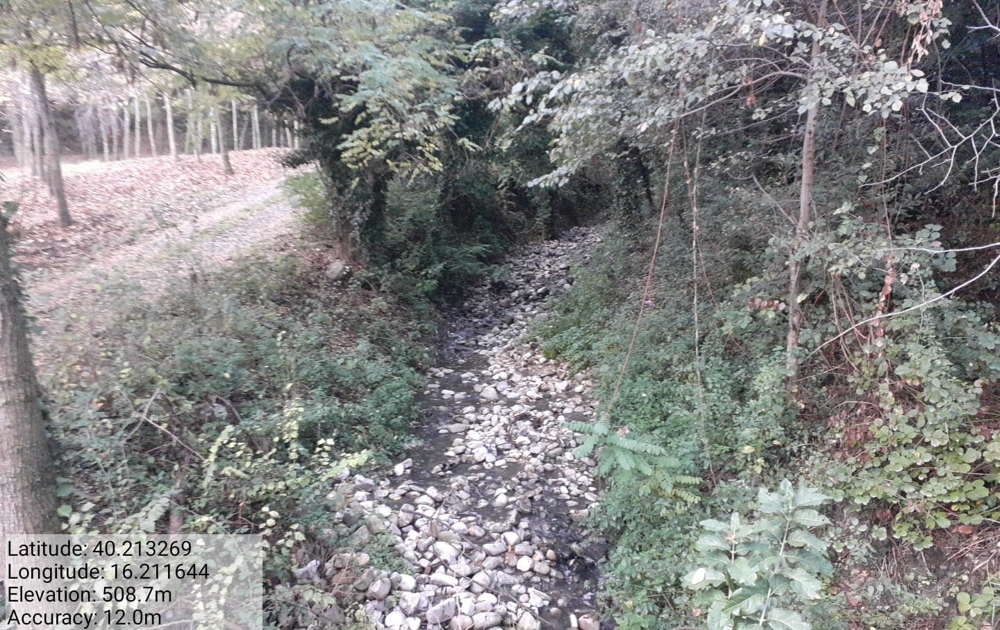 Latitude: 40.213269
Longitude: 16.211644
Elevation: 508.7m
Accuracy: 12.0m